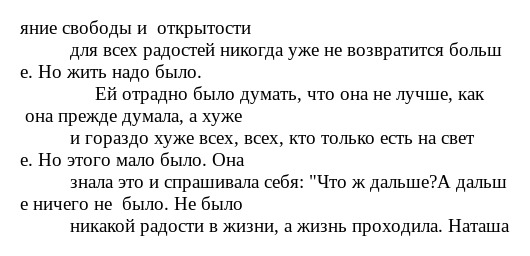 яние свободы и  открытости
для всех радостей никогда уже не возвратится больш
е. Но жить надо было.
Ей отрадно было думать, что она не лучше, как
она прежде думала, а хуже
и гораздо хуже всех, всех, кто только есть на свет
е. Но этого мало было. Она
знала это и спрашивала себя: "Что ж дальше?А дальш
е ничего не  было. Не было
никакой радости в жизни, а жизнь проходила. Наташа